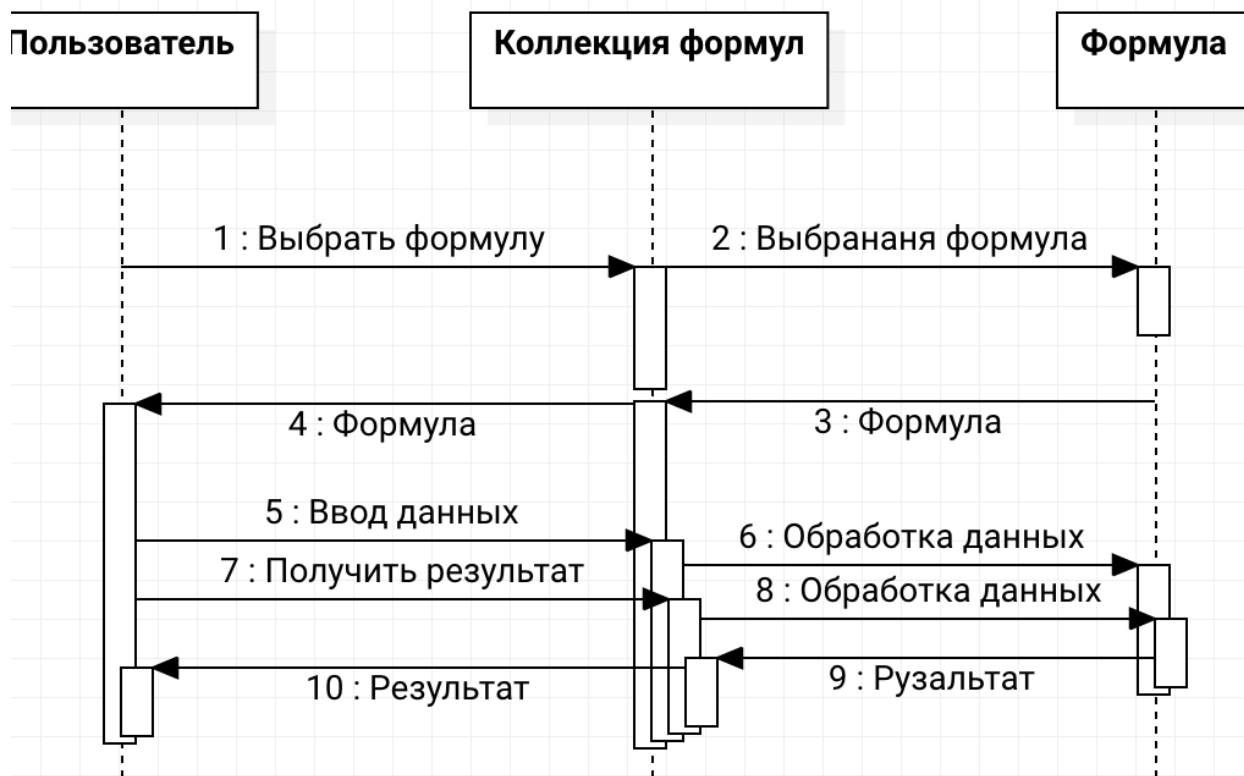 Пользователь
Коллекция формул
Формула
1 : Выбрать формулу
2 : Выбрананя формула
4 : Формула
3 : Формула
5 : Ввод данных
6 : Обработка данных
7 : Получить результат
8 : Обработка данных
9 : Рузальтат
10 : Результат